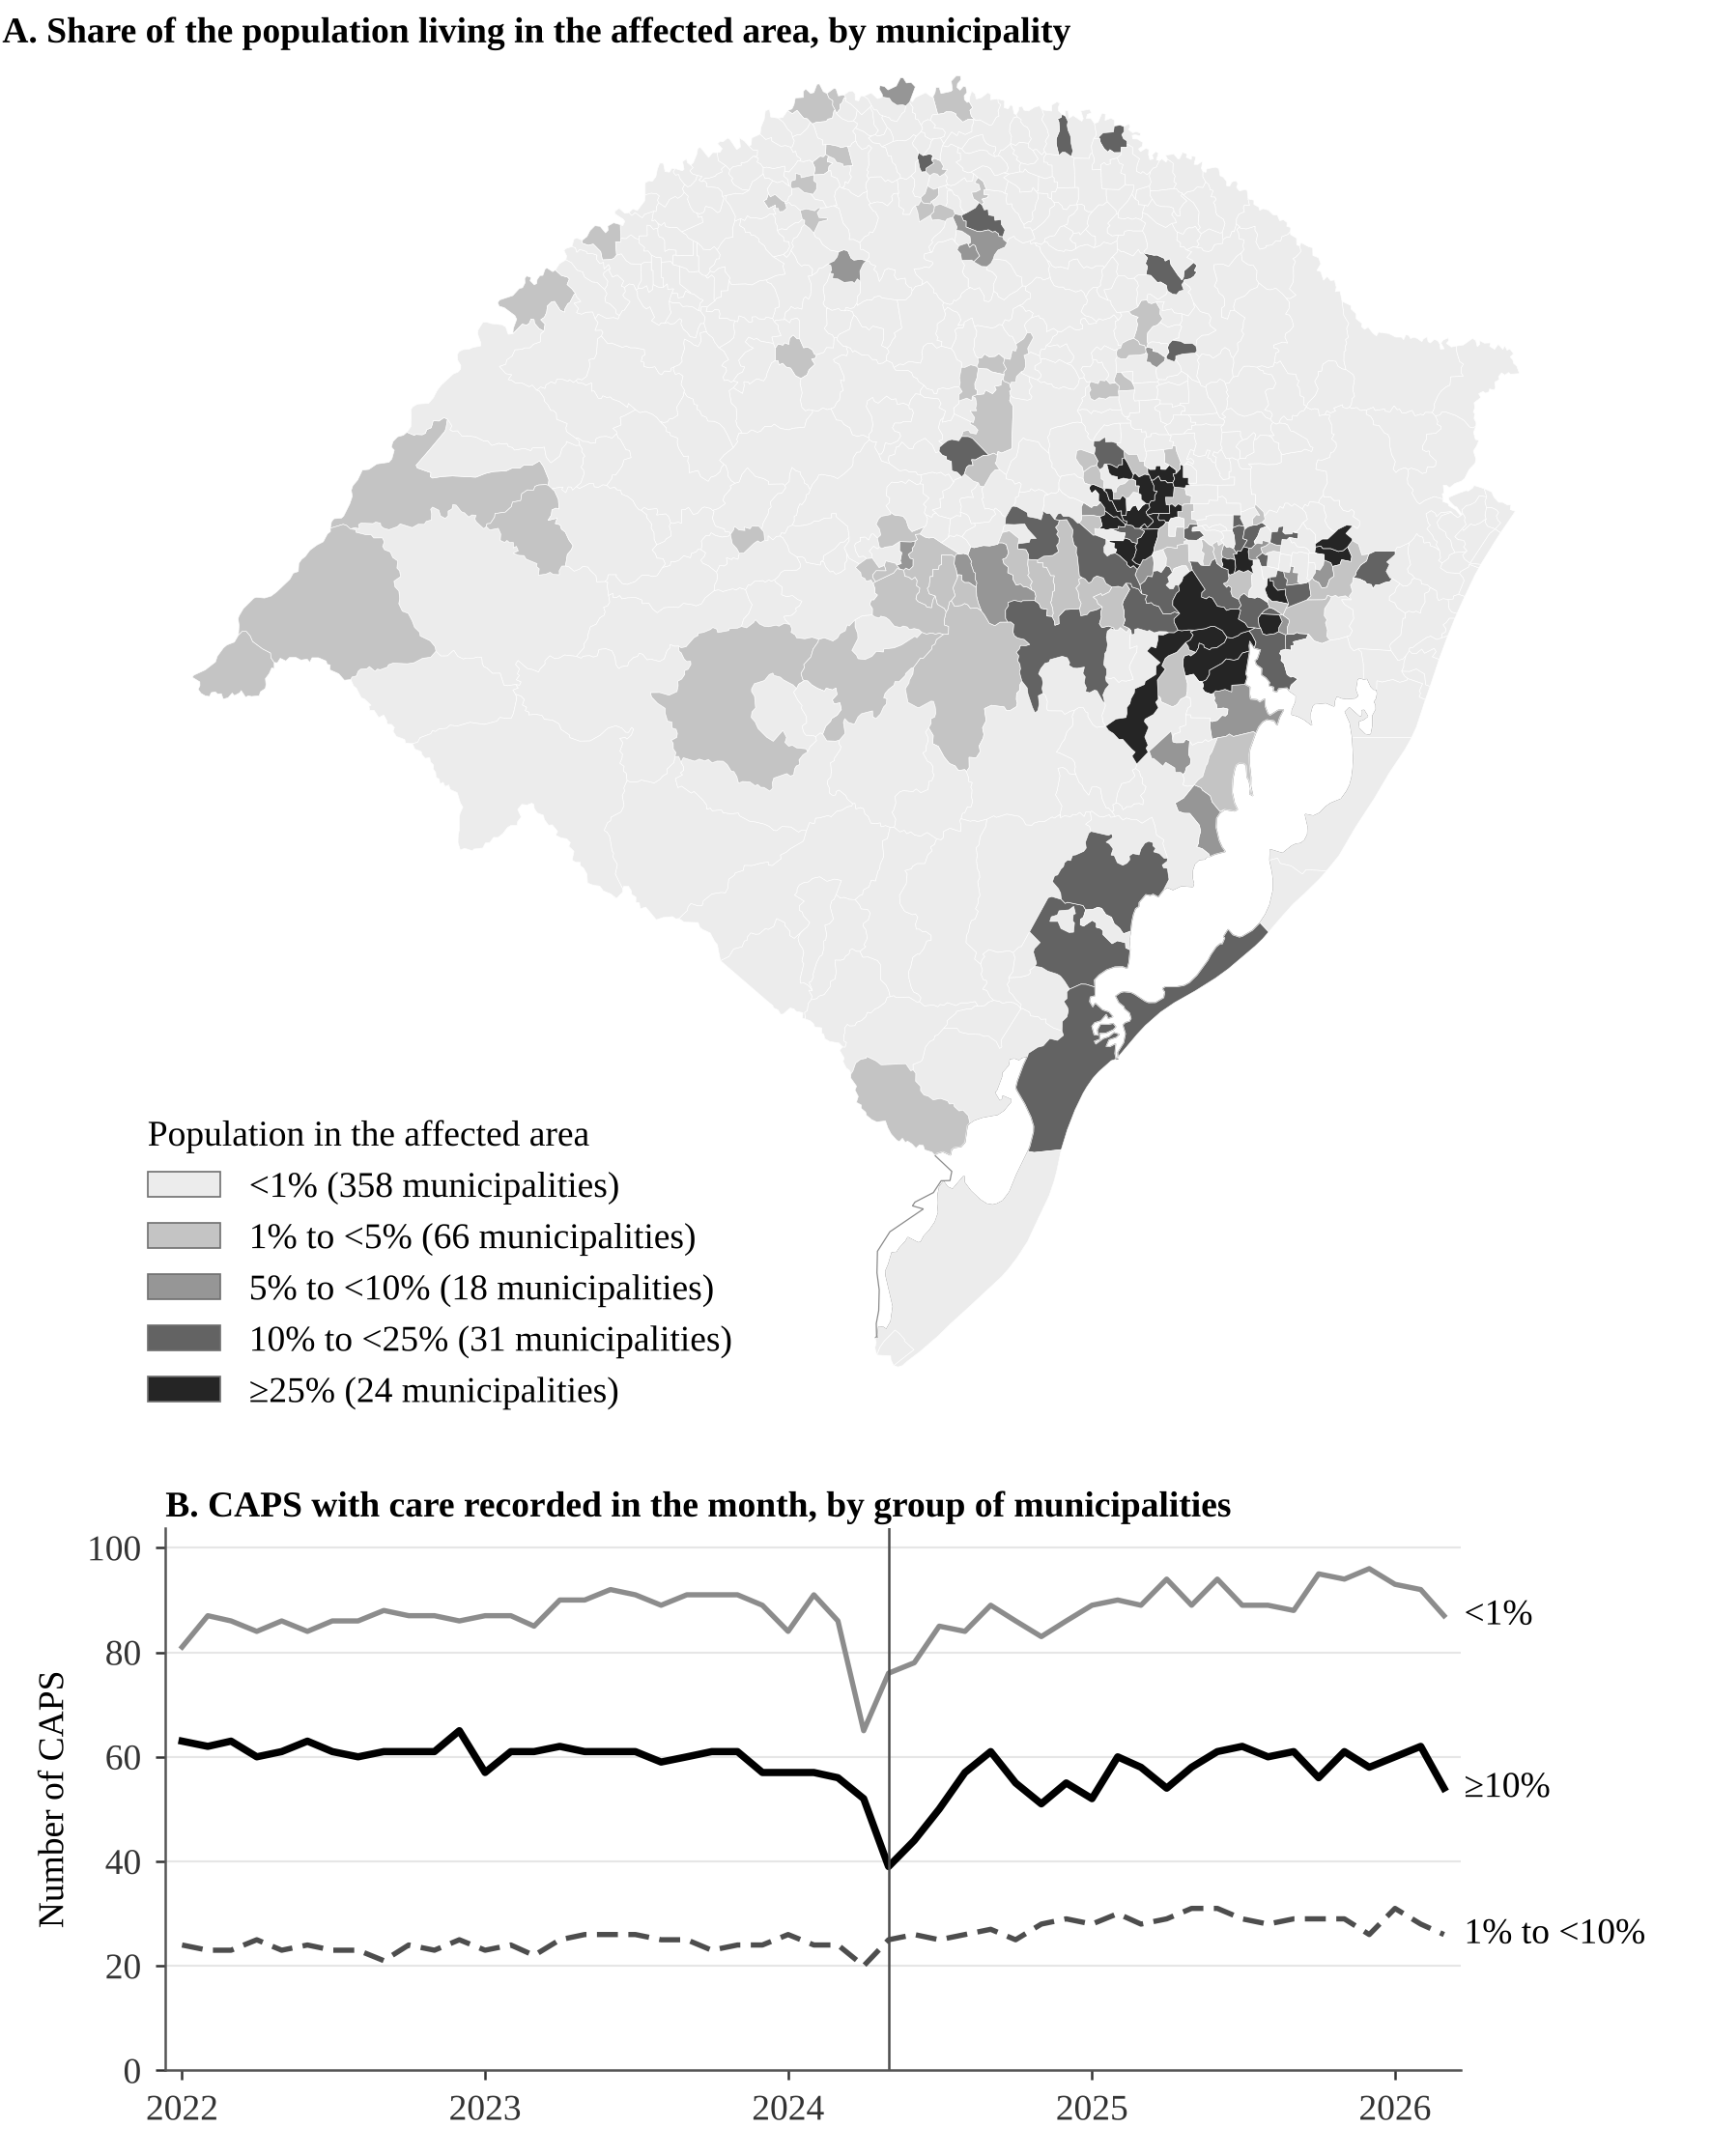 A. Share of the population living in the affected area, by municipality
Population in the affected area
<1% (358 municipalities)
1% to <5% (66 municipalities)
5% to <10% (18 municipalities)
10% to <25% (31 municipalities)
≥25% (24 municipalities)
B. CAPS with care recorded in the month, by group of municipalities
Number of CAPS
100
80
60
40
20
0
<1%
≥10%
1% to <10%
2022 2023 2024 2025 2026